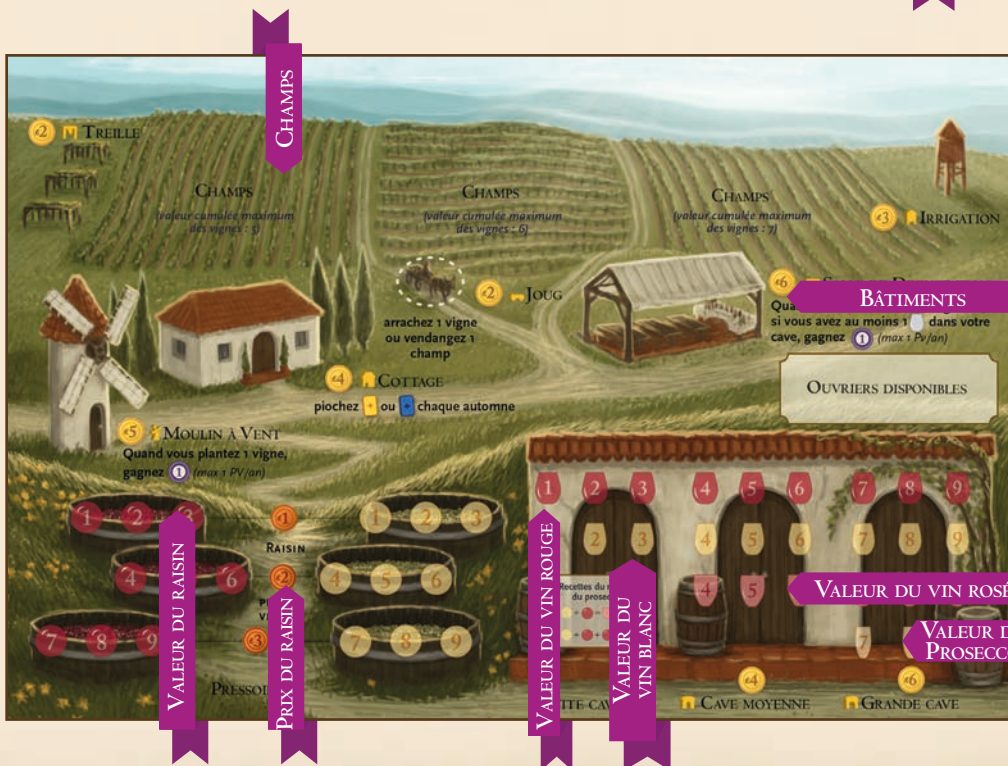 CHAMPS
2 TREILLE
CHAMPS
(valeur cumulée maximum
des vignes : 5)
CHAMPS
(valeur cumulée maximum
des vignes : 6)
CHAMPS
(valeur cumulée maximum
des vignes : 7)
3 IRRIGATION
2 JOUG
arrachez 1 vigne
ou vendangez 1
champ
6
BÂTIMENTS
si vous avez au moins 1 dans votre
cave, gagnez 1 (max 1 Pv/an)
OUVRIERS DISPONIBLES
4 COTTAGE
piochez + ou + chaque automne
5 MOULIN À VENT
Quand vous plantez 1 vigne,
gagnez 1 (max 1 PV/an)
1 2 3 1 1 2 3
RAISIN
4 6 2 4 5 6
7 8 9 3 7 8 9
VALEUR DU RAISIN
PRIX DU RAISIN
1 2 3 4 5 6 7 8 9
2 3 4 5 6 7 8 9
4 5
7
Recettes du
du
VALEUR DU VIN ROUGE
VALEUR DU
VIN BLANC
VALEUR DU VIN ROSÉ
VALEUR
PROSECC
4 CAVE MOYENNE
6 GRANDE CAVE